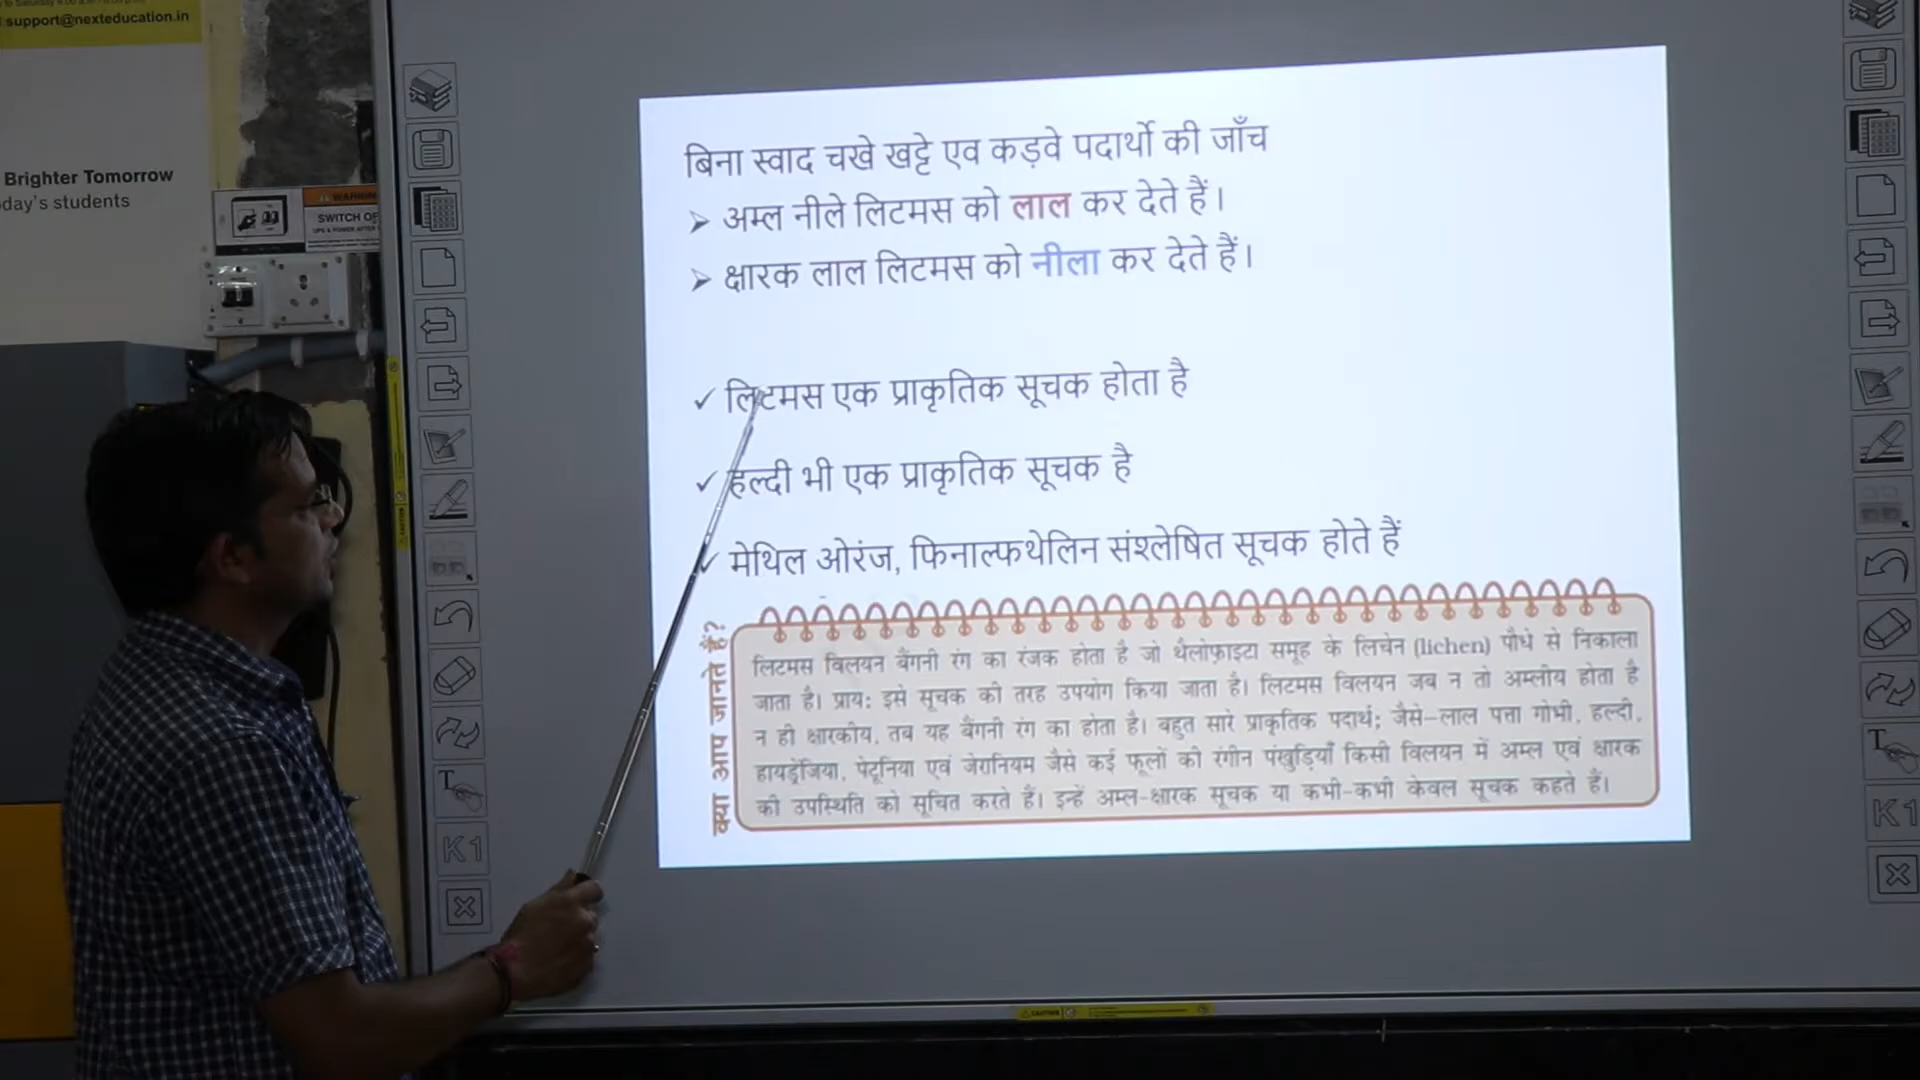 support@nexteducation.in
Brighter Tomorrow
day's students
WARNING
SWITCH OF
बिना स्वाद चखे खट्टे एव कड़वे पदार्थो की जाँच
➢ अम्ल नीले लिटमस को लाल कर देते हैं।
➢ क्षारक लाल लिटमस को नीला कर देते हैं।
✓ लिटमस एक प्राकृतिक सूचक होता है
✓ हल्दी भी एक प्राकृतिक सूचक है
✓ मेथिल ओरंज, फिनाल्फथेलिन संश्लेषित सूचक होते हैं
क्या आप जानते हैं?
लिटमस विलयन बैंगनी रंग का रंजक होता है जो थैलोफ़ाइटा समूह के लिचेन (lichen) पौधे से निकाला
जाता है। प्राय: इसे सूचक की तरह उपयोग किया जाता है। लिटमस विलयन जब न तो अम्लीय होता है
न ही क्षारकीय, तब यह बैंगनी रंग का होता है। बहुत सारे प्राकृतिक पदार्थ; जैसे–लाल पत्ता गोभी, हल्दी,
हायड्रेंजिया, पेटूनिया एवं जेरानियम जैसे कई फूलों की रंगीन पंखुड़ियाँ किसी विलयन में अम्ल एवं क्षारक
की उपस्थिति को सूचित करते हैं। इन्हें अम्ल-क्षारक सूचक या कभी-कभी केवल सूचक कहते हैं।
T
K1
T
K1
CAUTION